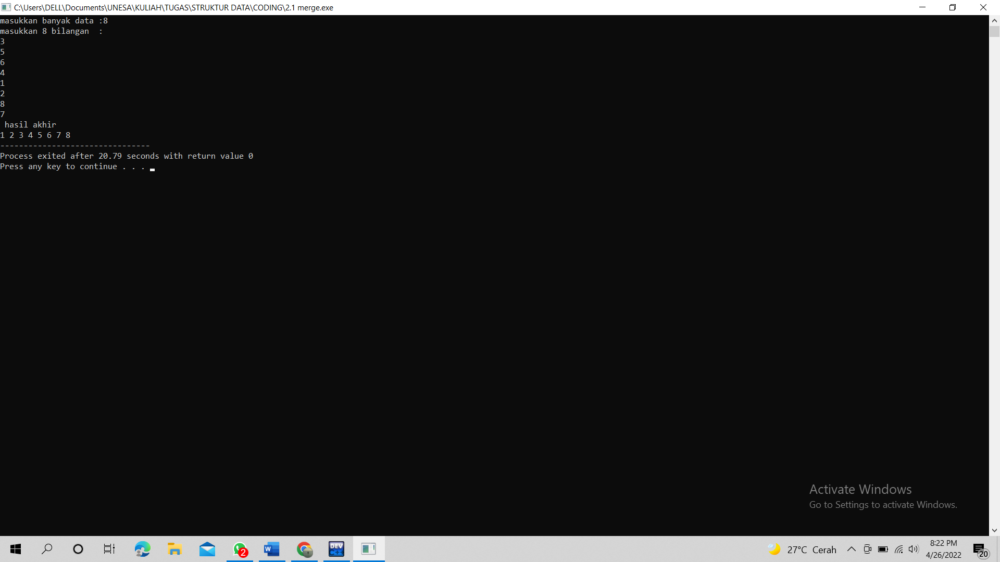 C:\Users\DELL\Documents\UNESA\KULIAH\TUGAS\STRUKTUR DATA\CODING\2.1 merge.exe
masukkan banyak data :8
masukkan 8 bilangan  :
3
5
6
4
1
2
8
7
 hasil akhir
1 2 3 4 5 6 7 8
--------------------------------
Process exited after 20.79 seconds with return value 0
Press any key to continue . . .
Activate Windows
Go to Settings to activate Windows.
2
W
DEV
C++
27°C Cerah
8:22 PM
4/26/2022
20